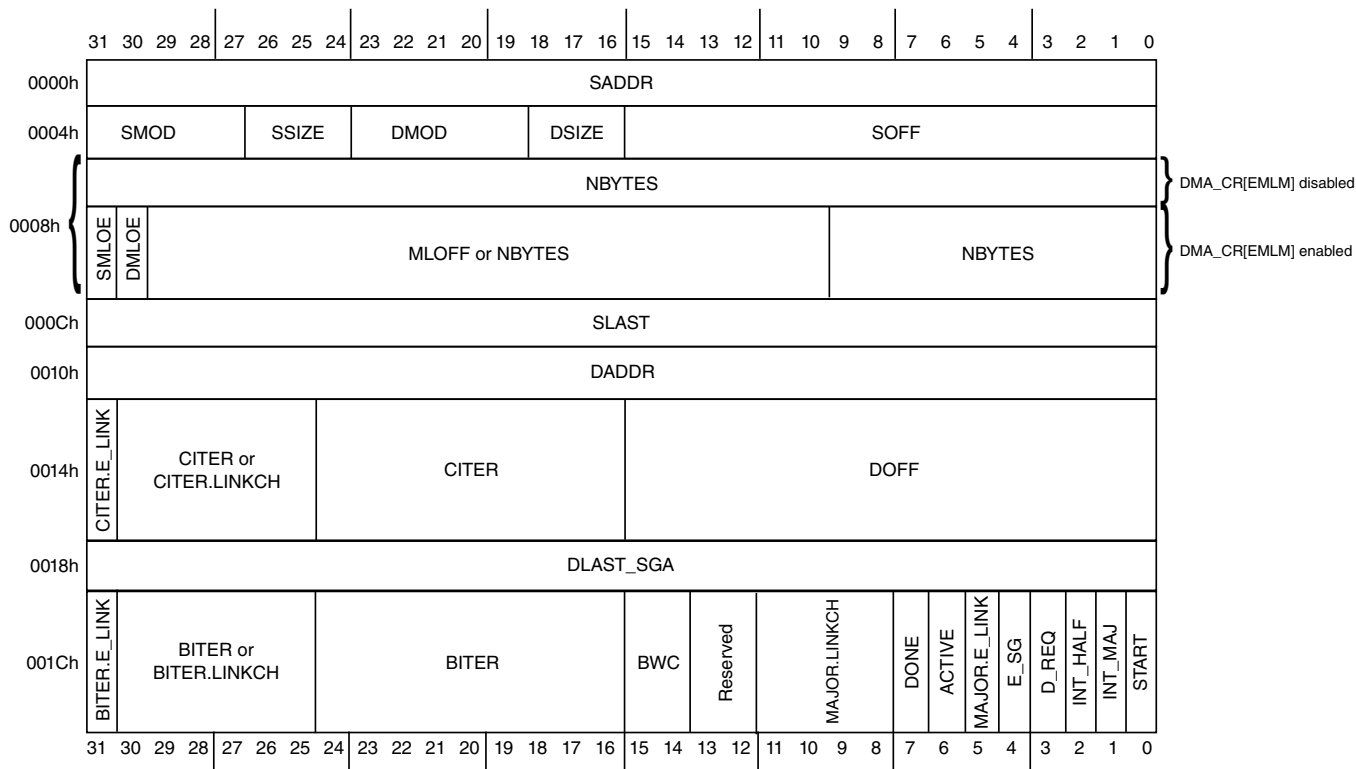 31 30 29 28 27 26 25 24 23 22 21 20 19 18 17 16 15 14 13 12 11 10 9 8 7 6 5 4 3 2 1 0
0000h SADDR
0004h SMOD SSIZE DMOD DSIZE SOFF
NBYTES DMA_CR[EMLM] disabled
0008h
SMLOE DMLOE MLOFF or NBYTES NBYTES DMA_CR[EMLM] enabled
000Ch SLAST
0010h DADDR
0014h CITER.E_LINK CITER or
CITER.LINKCH CITER DOFF
0018h DLAST_SGA
001Ch BITER.E_LINK BITER or
BITER.LINKCH BITER BWC Reserved MAJOR.LINKCH DONE ACTIVE MAJOR.E_LINK E_SG D_REQ INT_HALF INT_MAJ START
31 30 29 28 27 26 25 24 23 22 21 20 19 18 17 16 15 14 13 12 11 10 9 8 7 6 5 4 3 2 1 0